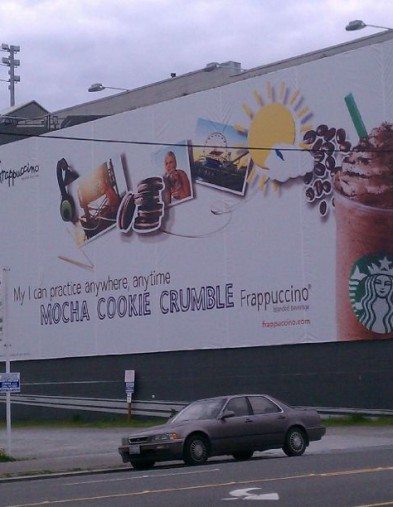 frappuccino
My I can practice anywhere, anytime
MOCHA COOKIE CRUMBLE Frappuccino®
blended beverage
frappuccino.com